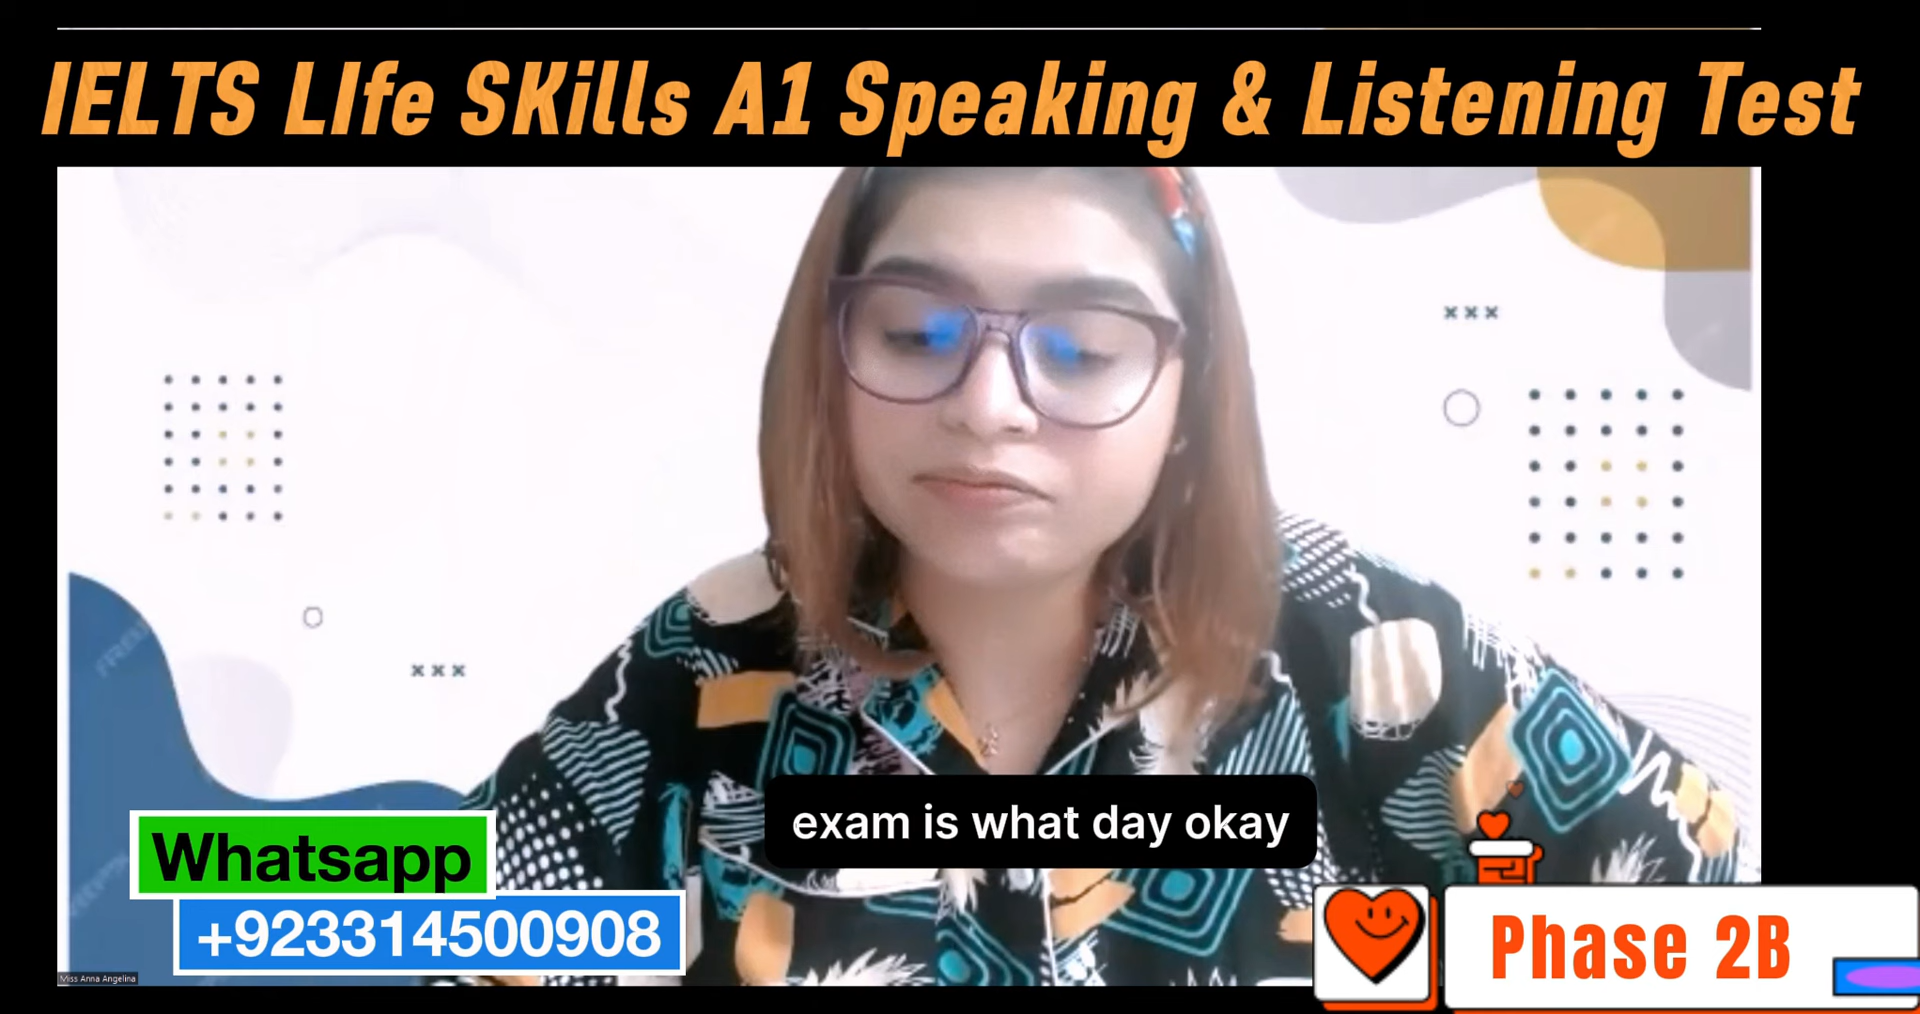 IELTS LIfe SKills A1 Speaking & Listening Test
exam is what day okay
Whatsapp
+923314500908
Miss Anna Angelina
Phase 2B